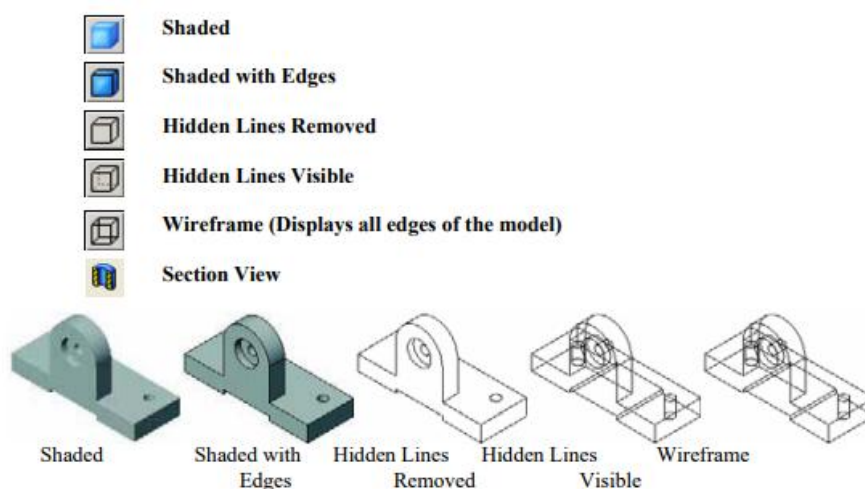 Shaded
Shaded with Edges
Hidden Lines Removed
Hidden Lines Visible
Wireframe (Displays all edges of the model)
Section View
Shaded Shaded with Hidden Lines Hidden Lines Wireframe
Edges Removed Visible